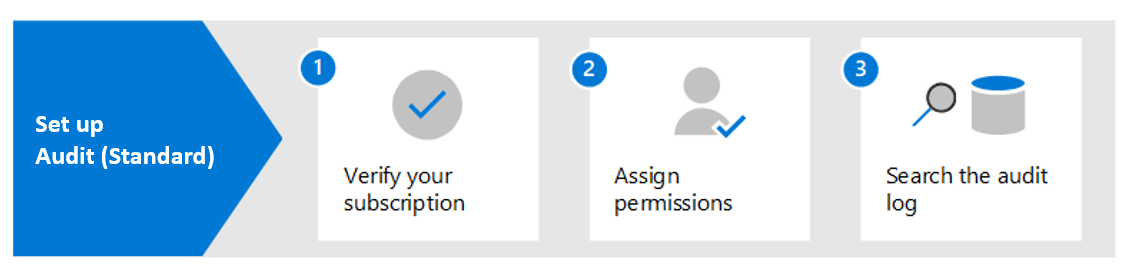 Set up
Audit (Standard)
1
Verify your
subscription
2
Assign
permissions
3
Search the audit
log